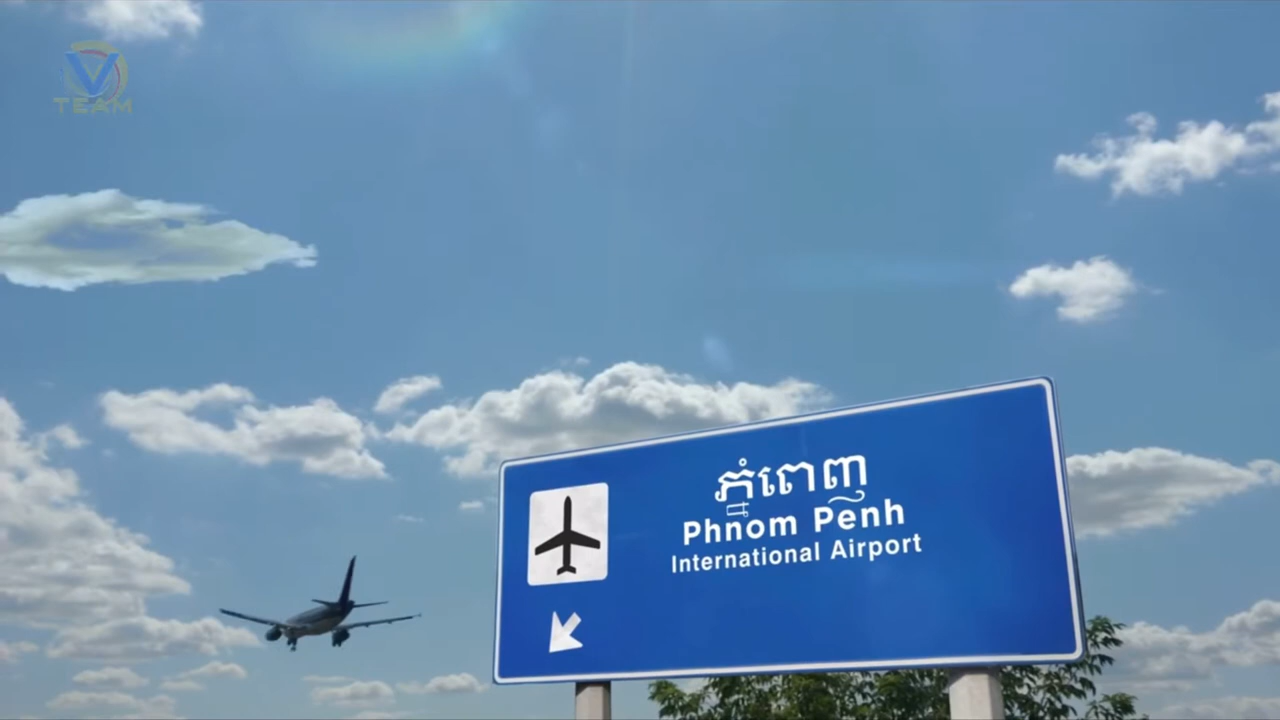 V
TEAM
ភ្នំពេញ
Phnom Penh
International Airport